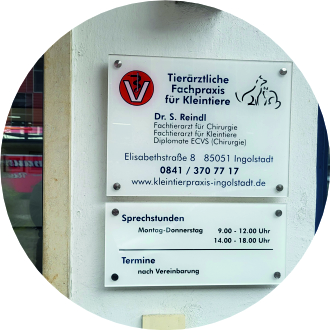 Tierärztliche
Fachpraxis
für Kleintiere
Dr. S. Reindl
Fachtierarzt für Chirurgie
Fachtierarzt für Kleintiere
Diplomate ECVS (Chirurgie)
Elisabethstraße 8 85051 Ingolstadt
0841 / 370 77 17
www.kleintierpraxis-ingolstadt.de
Sprechstunden
Montag-Donnerstag 9.00 - 12.00 Uhr
14.00 - 18.00 Uhr
Termine
nach Vereinbarung